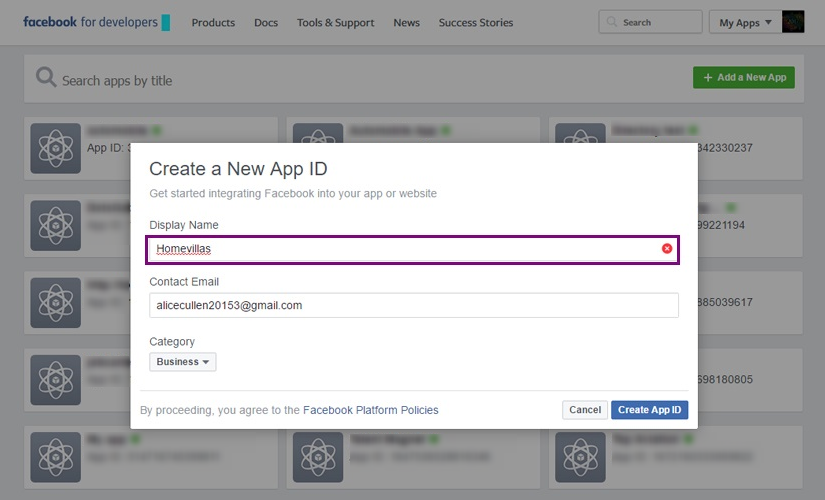 facebook for developers Products Docs Tools & Support News Success Stories Search My Apps
Search apps by title + Add a New App
App ID: 3
342330237
Create a New App ID
Get started integrating Facebook into your app or website
Display Name
Homevillas
99221194
Contact Email
alicecullen20153@gmail.com
885039617
Category
Business
698180805
By proceeding, you agree to the Facebook Platform Policies Cancel Create App ID